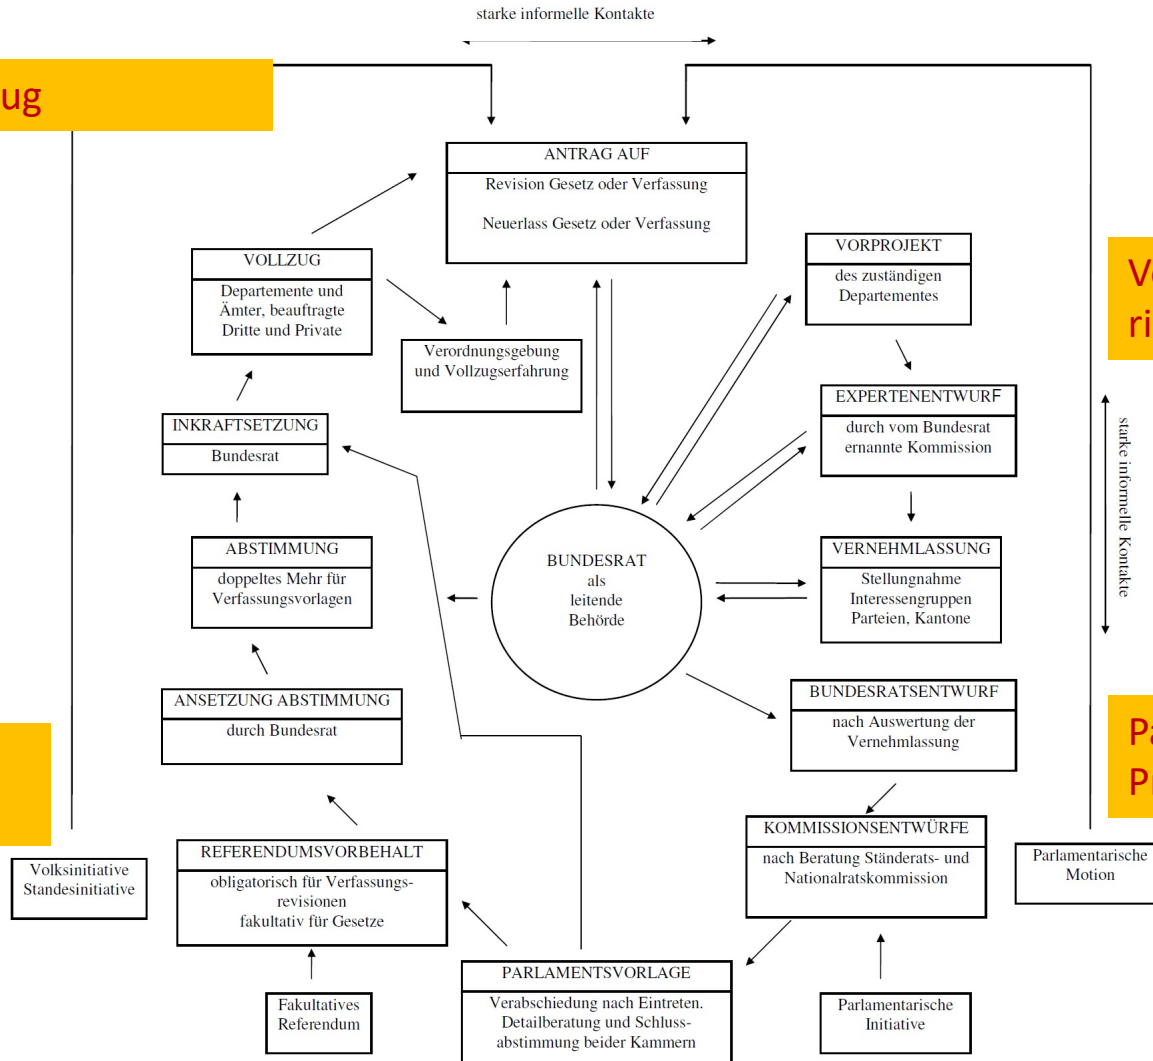 starke informelle Kontakte
ug
ANTRAG AUF
Revision Gesetz oder Verfassung
Neuerlass Gesetz oder Verfassung
VOLLZUG
Departemente und
Ämter, beauftragte
Dritte und Private
Verordnungsgebung
und Vollzugserfahrung
VORPROJEKT
des zuständigen
Departementes
V
ri
EXPERTENENTWURF
durch vom Bundesrat
ernannte Kommission
starke informelle Kontakte
INKRAFTSETZUNG
Bundesrat
ABSTIMMUNG
doppeltes Mehr für
Verfassungsvorlagen
BUNDESRAT
als
leitende
Behörde
VERNEHMLASSUNG
Stellungnahme
Interessengruppen
Parteien, Kantone
ANSETZUNG ABSTIMMUNG
durch Bundesrat
BUNDESRATSENTWURF
nach Auswertung der
Vernehmlassung
Pa
P
Volksinitiative
Standesinitiative
REFERENDUMSVORBEHALT
obligatorisch für Verfassungs-
revisionen
fakultativ für Gesetze
KOMMISSIONSENTWÜRFE
nach Beratung Ständerats- und
Nationalratskommission
Parlamentarische
Motion
Fakultatives
Referendum
PARLAMENTSVORLAGE
Verabschiedung nach Eintreten.
Detailberatung und Schluss-
abstimmung beider Kammern
Parlamentarische
Initiative